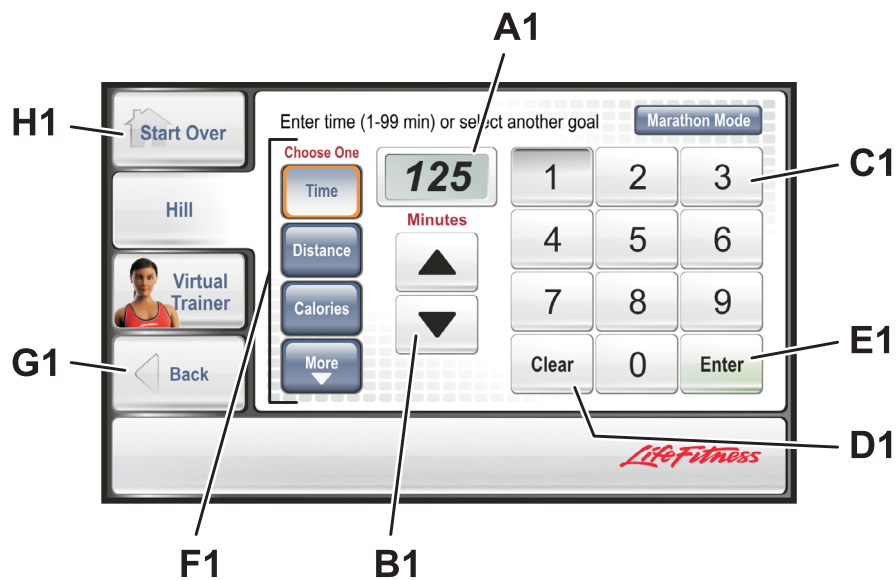 A1
H1
Start Over
Enter time (1-99 min) or select another goal
Marathon Mode
Choose One
Time
125
1 2 3
C1
Hill
Minutes
Distance
4 5 6
Virtual
Trainer
Calories
7 8 9
E1
G1
Back
More
Clear 0 Enter
D1
LifeFitness
F1
B1